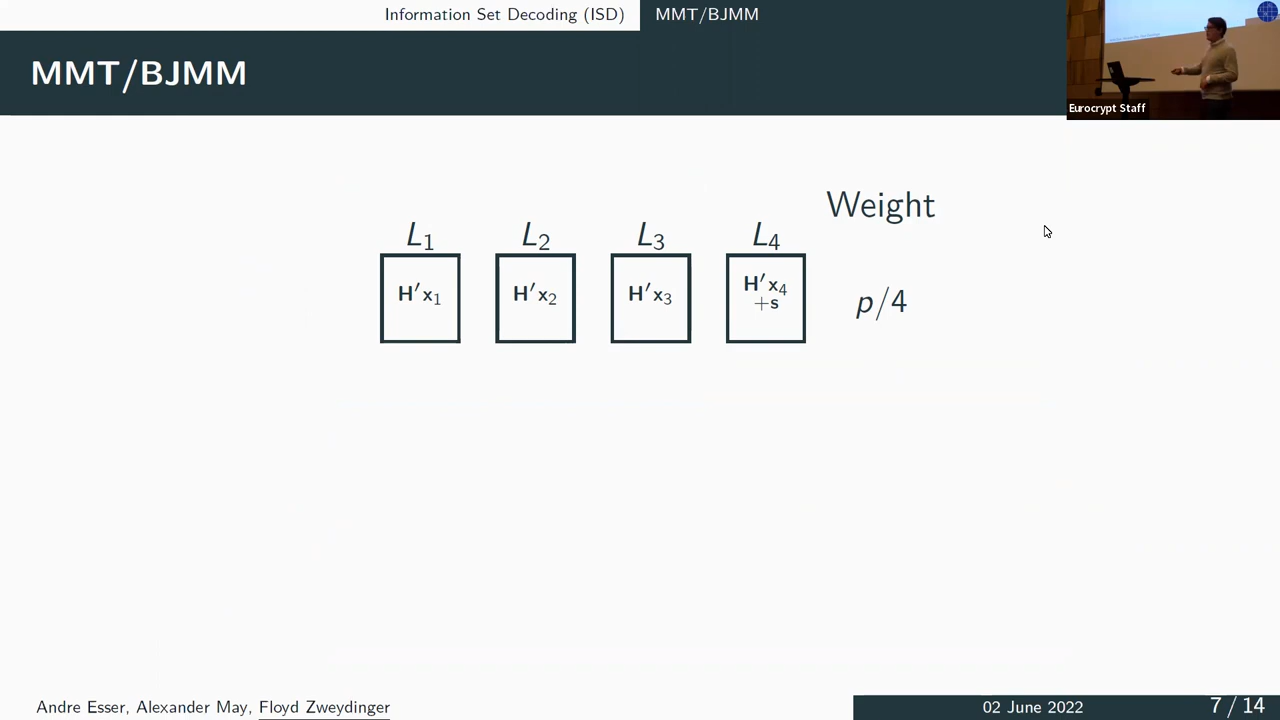 Information Set Decoding (ISD) MMT/BJMM
MMT/BJMM
Eurocrypt Staff
Weight
L₁ L₂ L₃ L₄
H′x₁ H′x₂ H′x₃ H′x₄ +s
p/4
Andre Esser, Alexander May, Floyd Zweydinger 02 June 2022 7 / 14